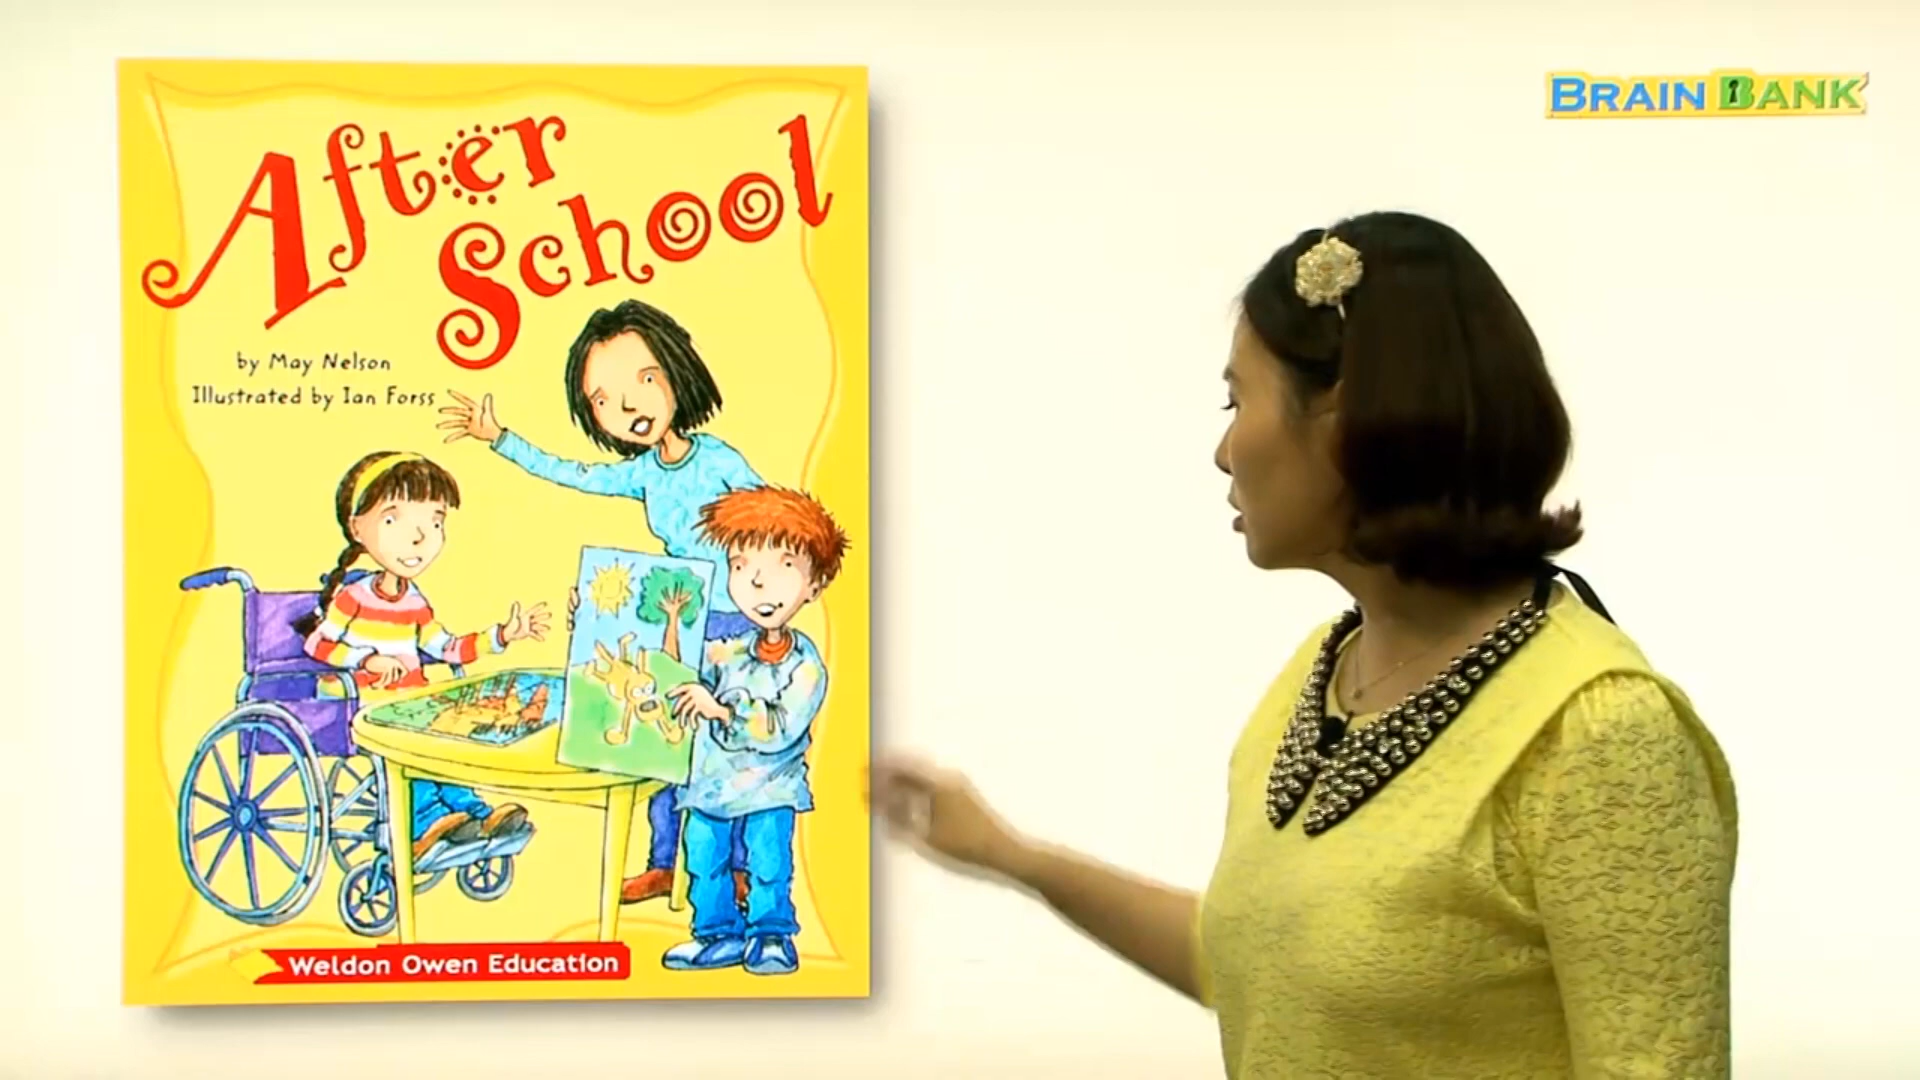 After
School
by May Nelson
Illustrated by Ian Forss
Weldon Owen Education
BRAIN BANK